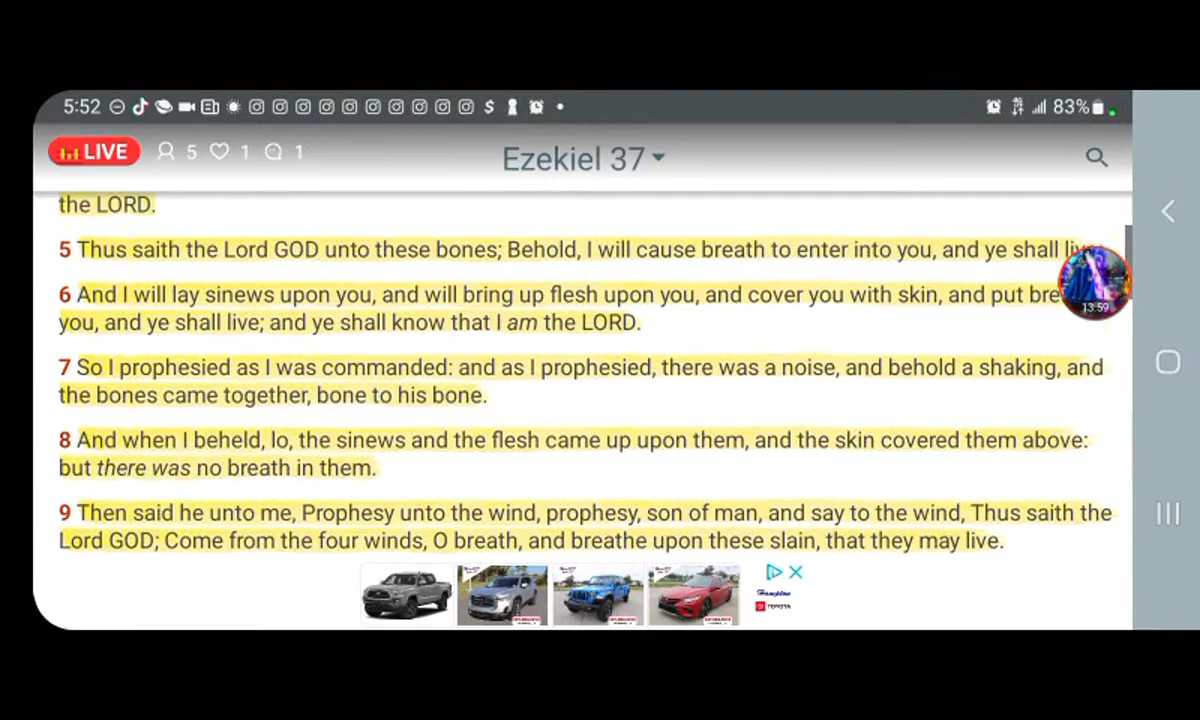 5:52 $ 83%
LIVE 5 1 1
Ezekiel 37
the LORD.
5 Thus saith the Lord GOD unto these bones; Behold, I will cause breath to enter into you, and ye shall
6 And I will lay sinews upon you, and will bring up flesh upon you, and cover you with skin, and put
13:59
you, and ye shall live; and ye shall know that I am the LORD.
7 So I prophesied as I was commanded: and as I prophesied, there was a noise, and behold a shaking, and
the bones came together, bone to his bone.
8 And when I beheld, lo, the sinews and the flesh came up upon them, and the skin covered them above:
but there was no breath in them.
9 Then said he unto me, Prophesy unto the wind, prophesy, son of man, and say to the wind, Thus saith the
Lord GOD; Come from the four winds, O breath, and breathe upon these slain, that they may live.
TOYOTA